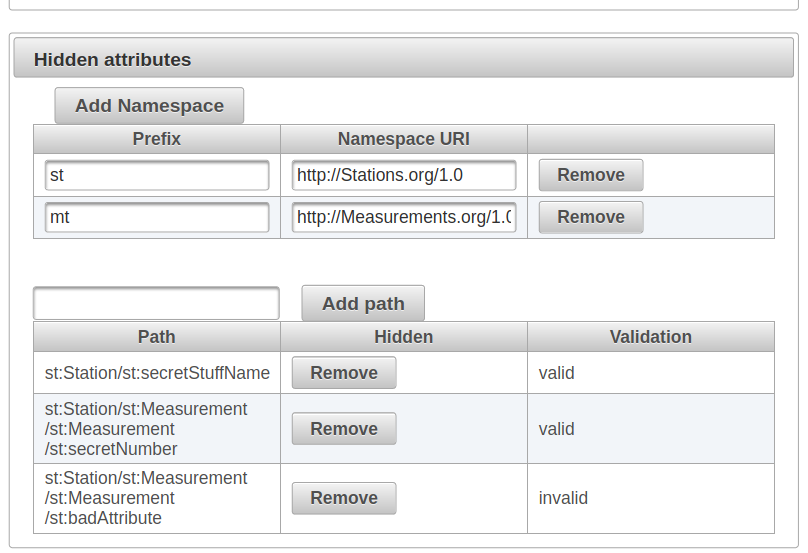 Hidden attributes
Add Namespace
Prefix Namespace URI
st http://Stations.org/1.0 Remove
mt http://Measurements.org/1.0 Remove
Add path
Path Hidden Validation
st:Station/st:secretStuffName Remove valid
st:Station/st:Measurement
/st:Measurement Remove valid
/st:secretNumber
st:Station/st:Measurement
/st:Measurement Remove invalid
/st:badAttribute